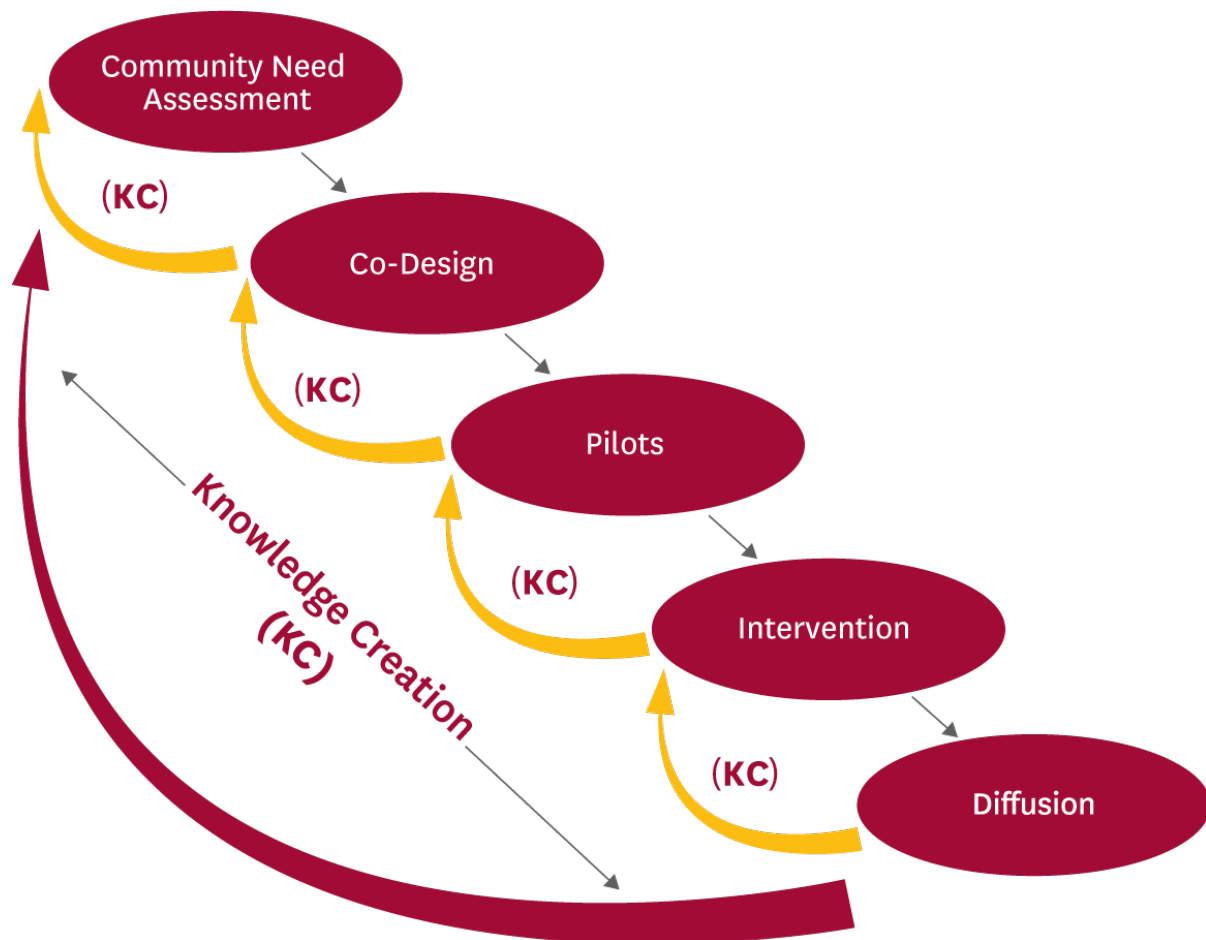 Community Need
Assessment
(KC)
Co-Design
(KC)
Pilots
Knowledge Creation
(KC)
(KC)
Intervention
(KC)
Diffusion